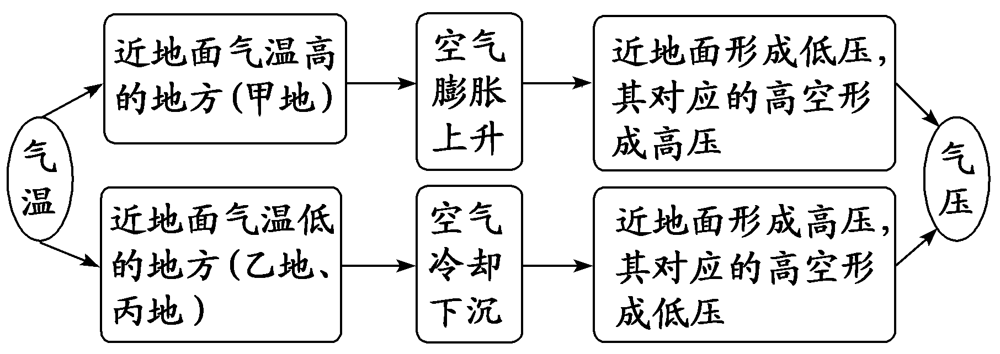 气
温
近地面气温高
的地方(甲地)
空气
膨胀
上升
近地面形成低压,
其对应的高空形
成高压
近地面气温低
的地方(乙地、
丙地)
空气
冷却
下沉
近地面形成高压,
其对应的高空形
成低压
气
压